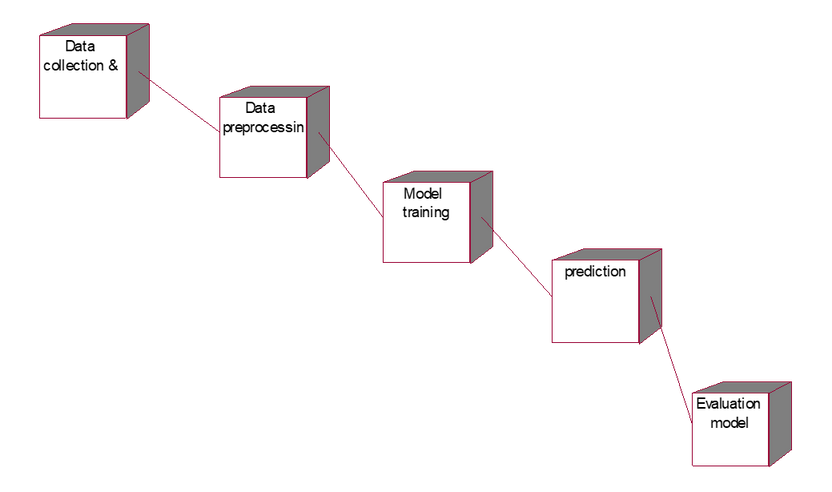 Data
collection &
Data
preprocessin
Model
training
prediction
Evaluation
model